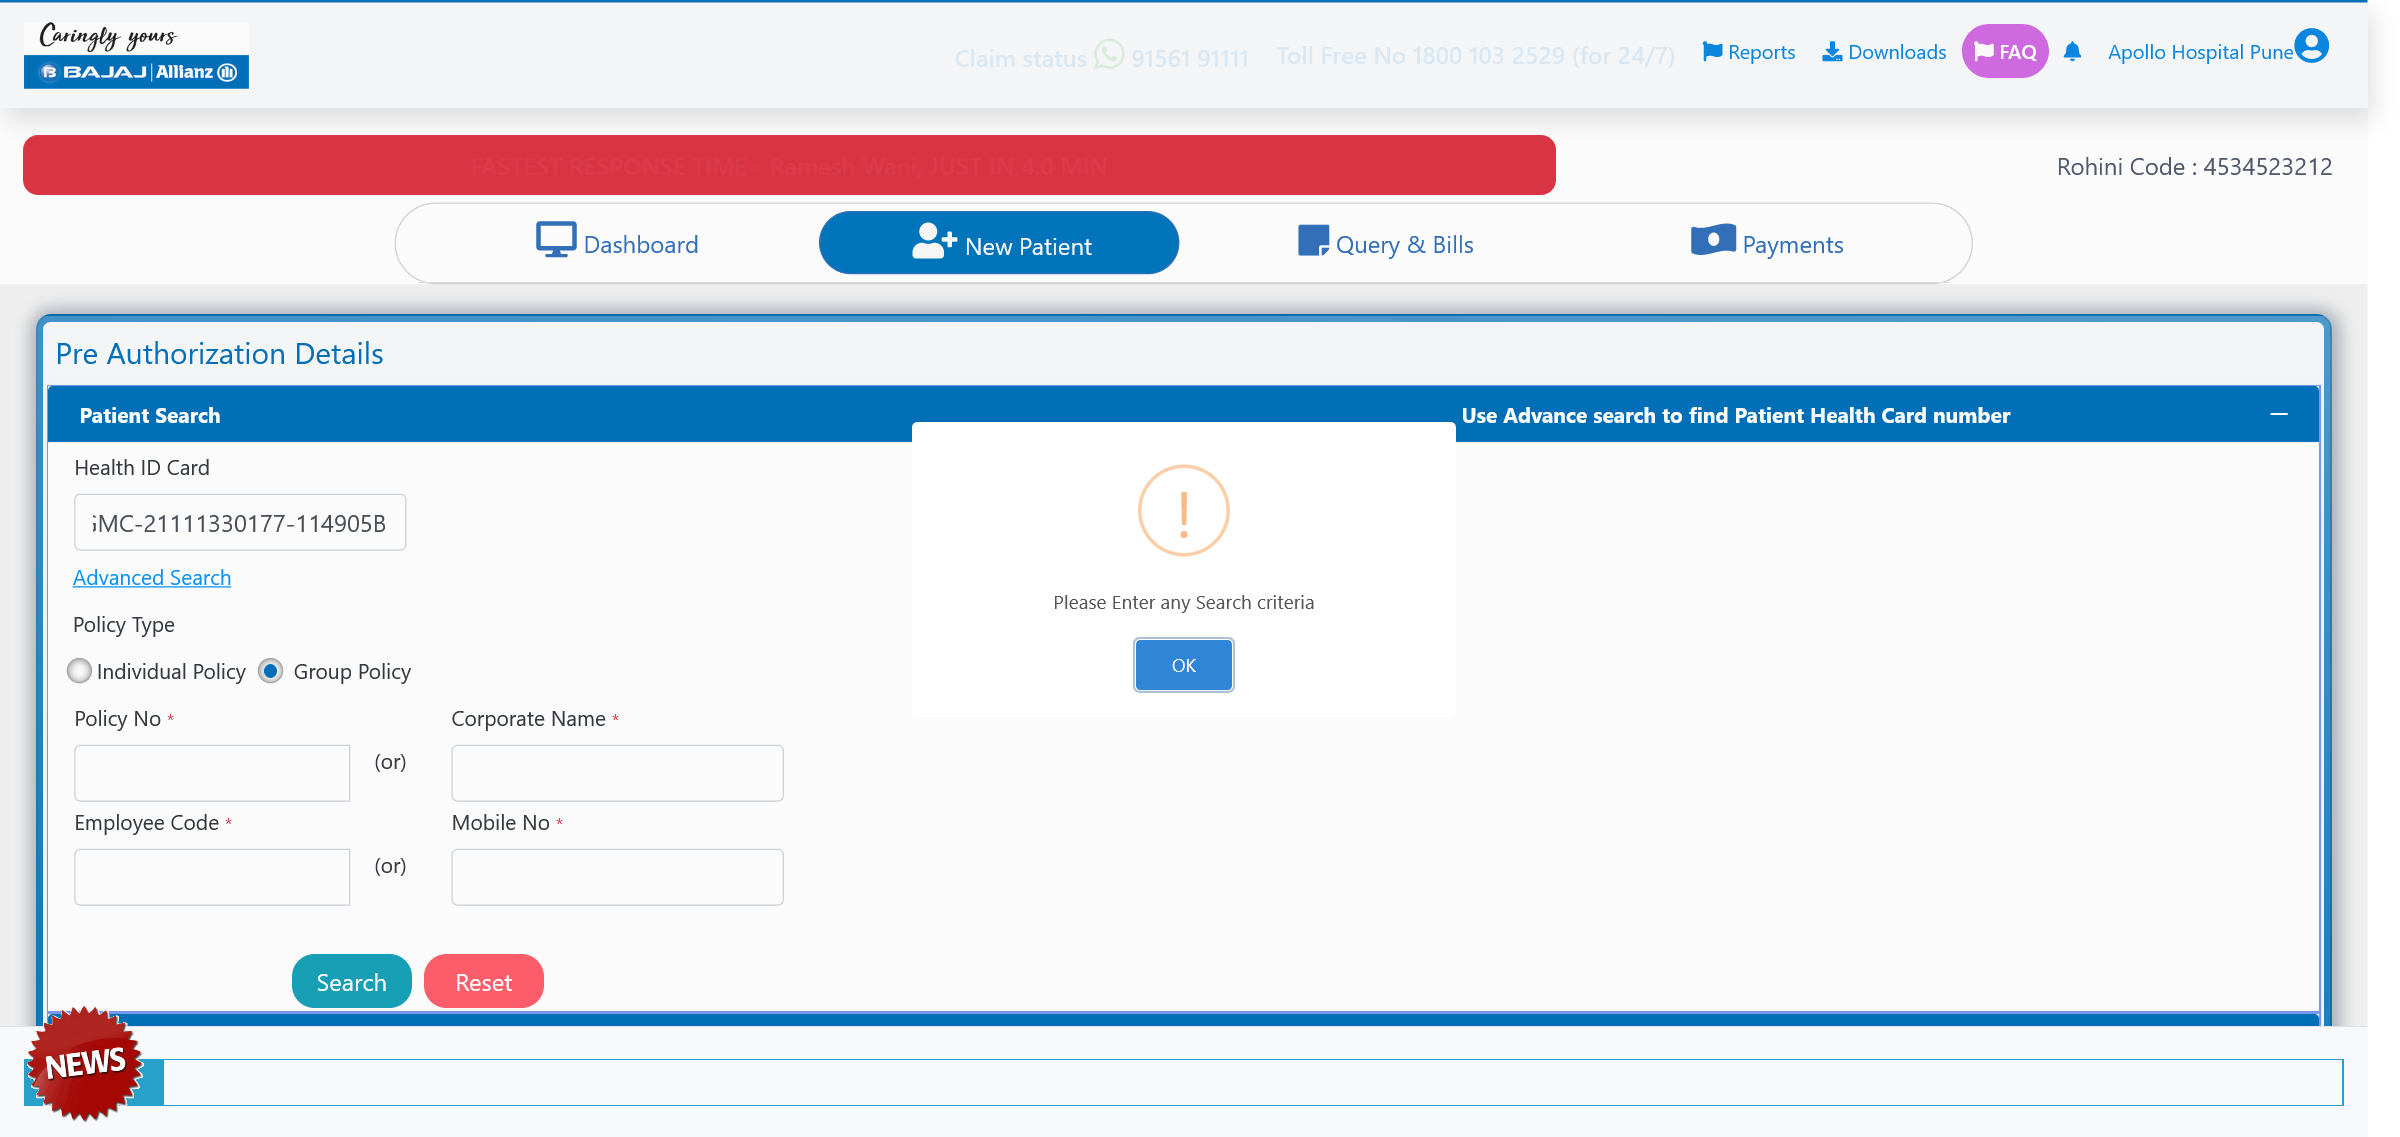 Caringly yours
BAJAJ | Allianz
Claim status 91561 91111 Toll Free No 1800 103 2529 (for 24/7) Reports Downloads FAQ Apollo Hospital Pune
FASTEST RESPONSE TIME - Ramesh Wani, JUST IN 4.0 MIN
Rohini Code : 4534523212
Dashboard New Patient Query & Bills Payments
Pre Authorization Details
Patient Search Use Advance search to find Patient Health Card number
Health ID Card
MC-21111330177-114905B
Advanced Search
Policy Type
Individual Policy Group Policy
Policy No * (or) Corporate Name *
Employee Code * (or) Mobile No *
Search Reset
Please Enter any Search criteria
OK
NEWS